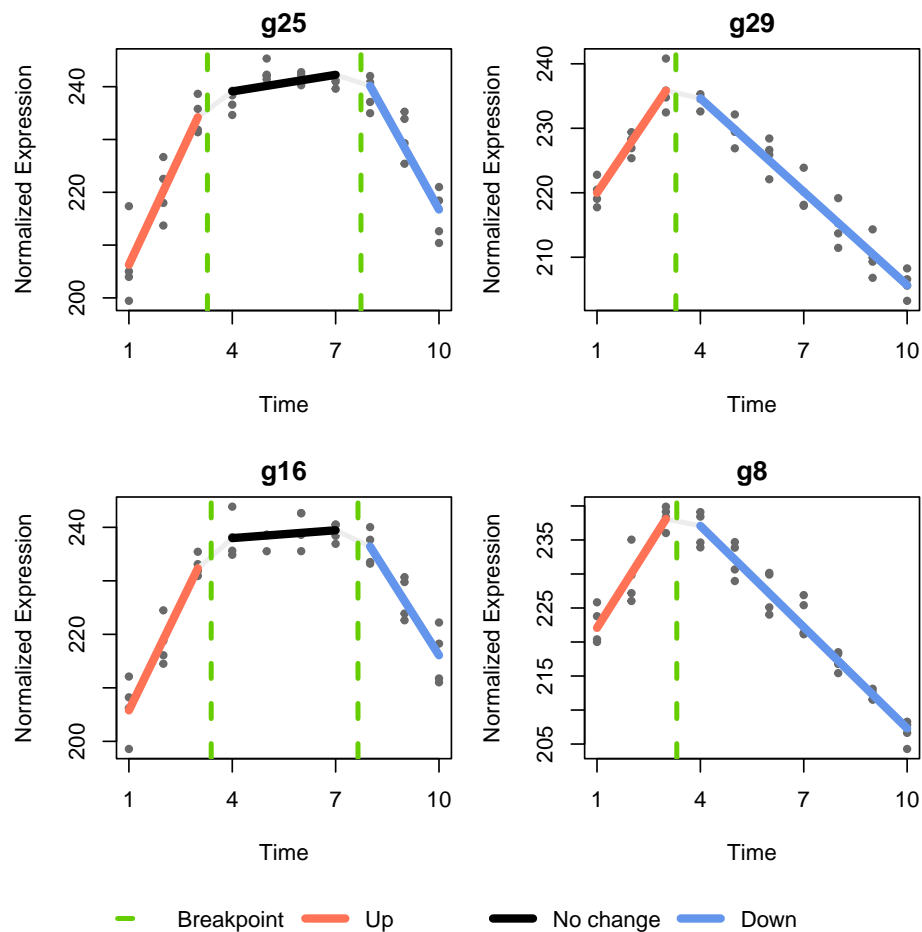 g25
Normalized Expression
200
220
240
1 4 7 10
Time
g29
Normalized Expression
210
220
230
240
1 4 7 10
Time
g16
Normalized Expression
200
220
240
1 4 7 10
Time
g8
Normalized Expression
205
215
225
235
1 4 7 10
Time
Breakpoint Up No change Down